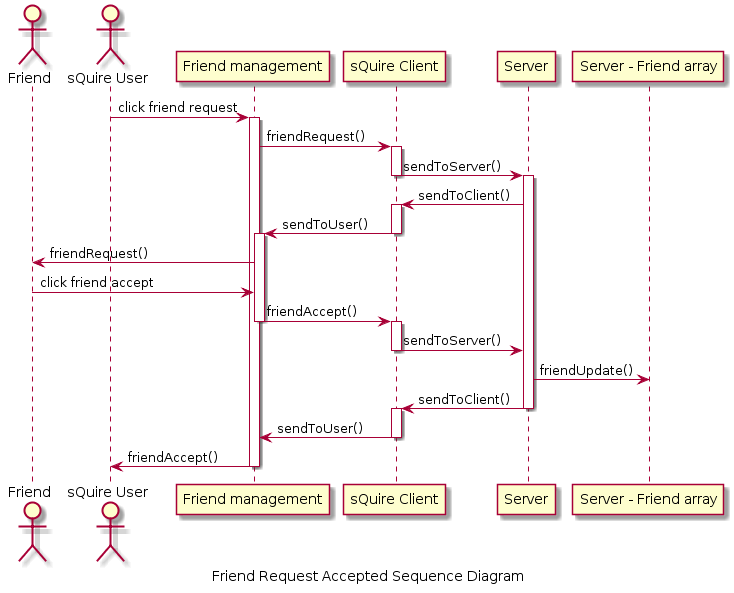 Friend
sQuire User
Friend management
sQuire Client
Server
Server - Friend array
click friend request
friendRequest()
sendToServer()
sendToClient()
sendToUser()
friendRequest()
click friend accept
friendAccept()
sendToServer()
friendUpdate()
sendToClient()
sendToUser()
friendAccept()
Friend
sQuire User
Friend management
sQuire Client
Server
Server - Friend array
Friend Request Accepted Sequence Diagram